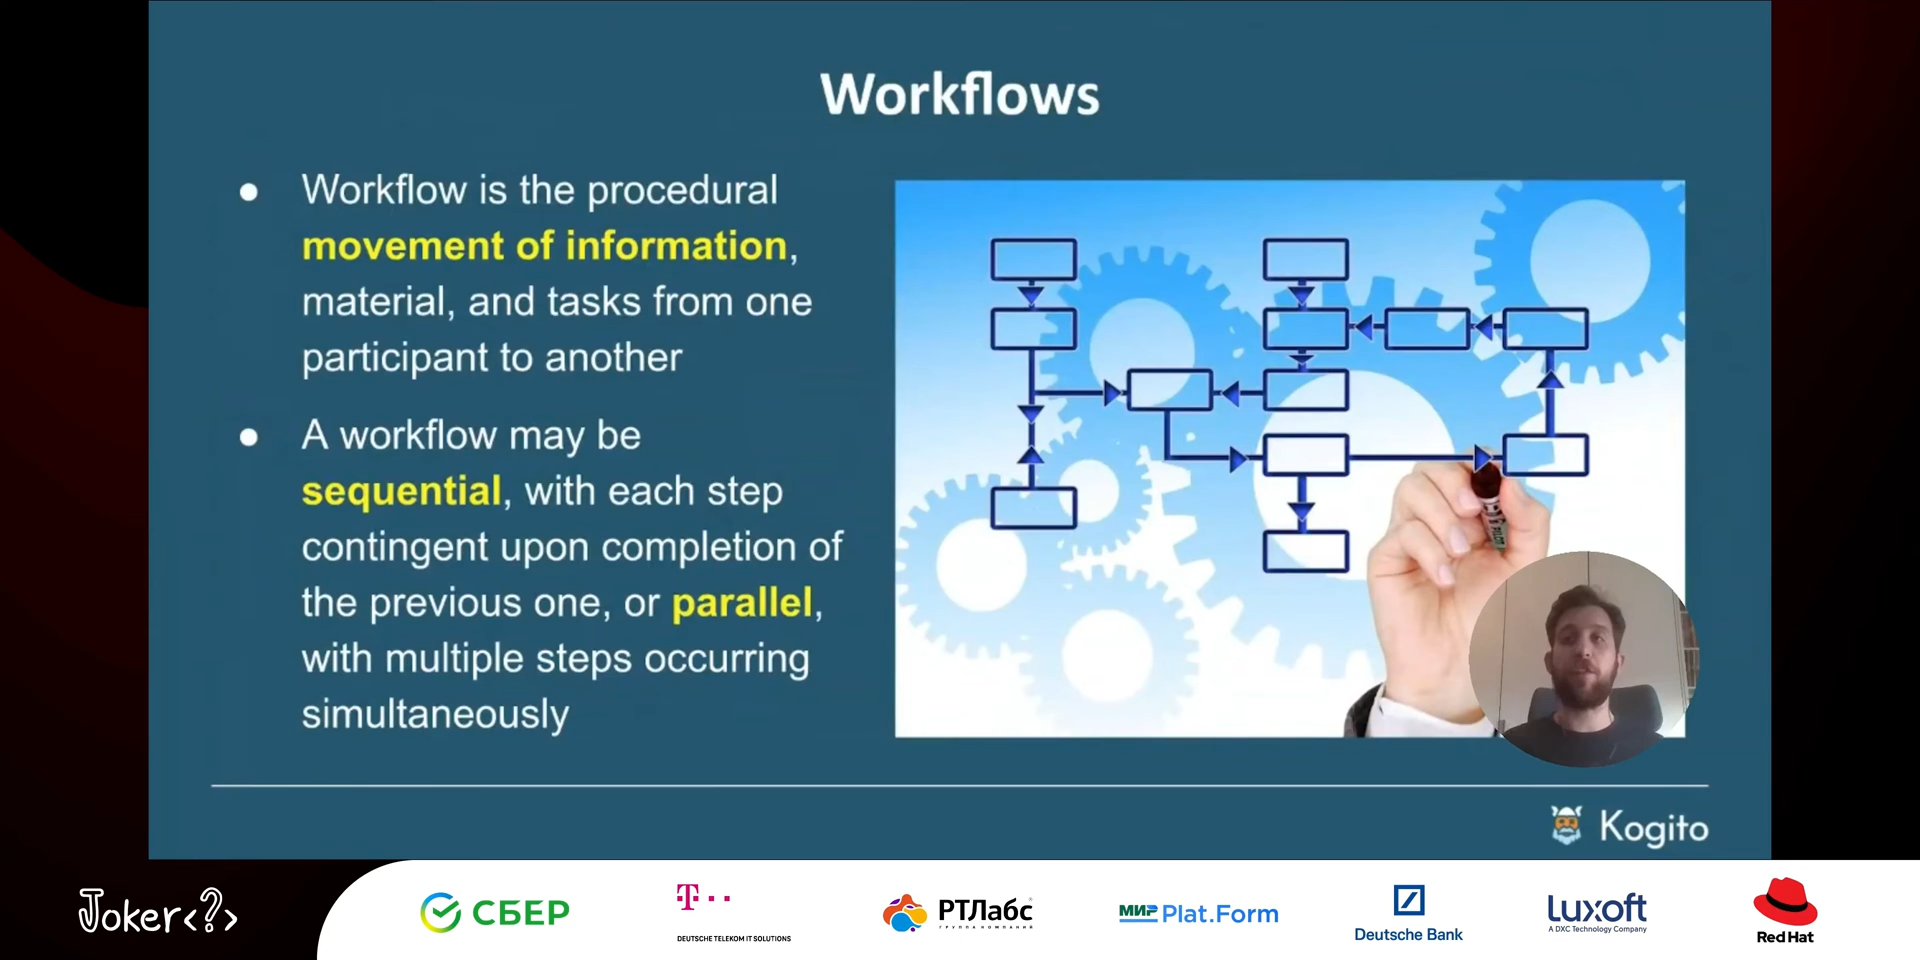 Workflows
● Workflow is the procedural
movement of information,
material, and tasks from one
participant to another
● A workflow may be
sequential, with each step
contingent upon completion of
the previous one, or parallel,
with multiple steps occurring
simultaneously
Kogito
Joker<?>
СБЕР
T
DEUTSCHE TELEKOM IT SOLUTIONS
РТЛабс
ГРУППА КОМПАНИЙ
МИР Plat.Form
Deutsche Bank
Luxoft
A DXC Technology Company
Red Hat